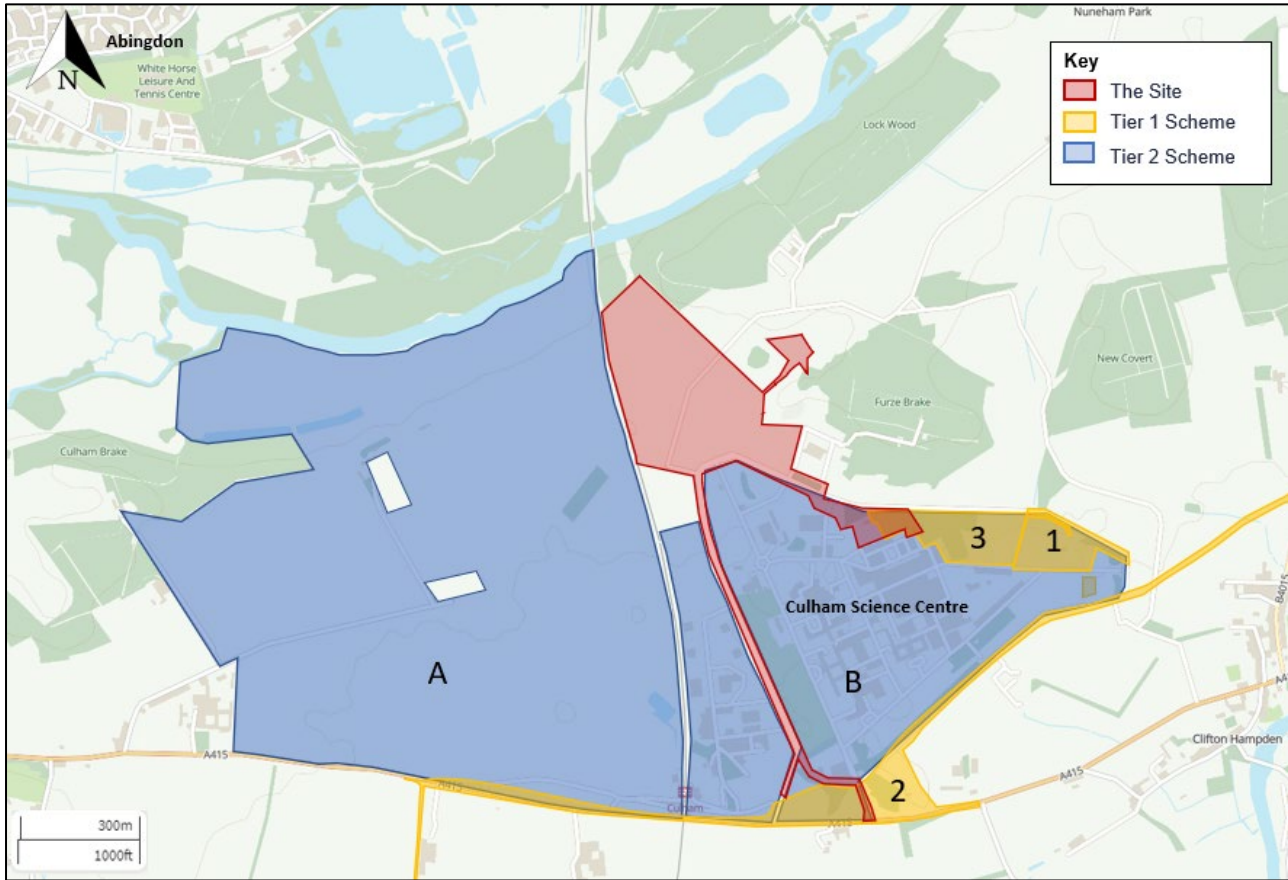 Abingdon
N
White Horse
Leisure And
Tennis Centre
Nuneham Park
Key
The Site
Tier 1 Scheme
Tier 2 Scheme
Lock Wood
New Covert
Furze Brake
Culham Brake
3
1
Culham Science Centre
A
B
B4015
Clifton Hampden
A415
A415
A415
Culham
2
A415
300m
1000ft